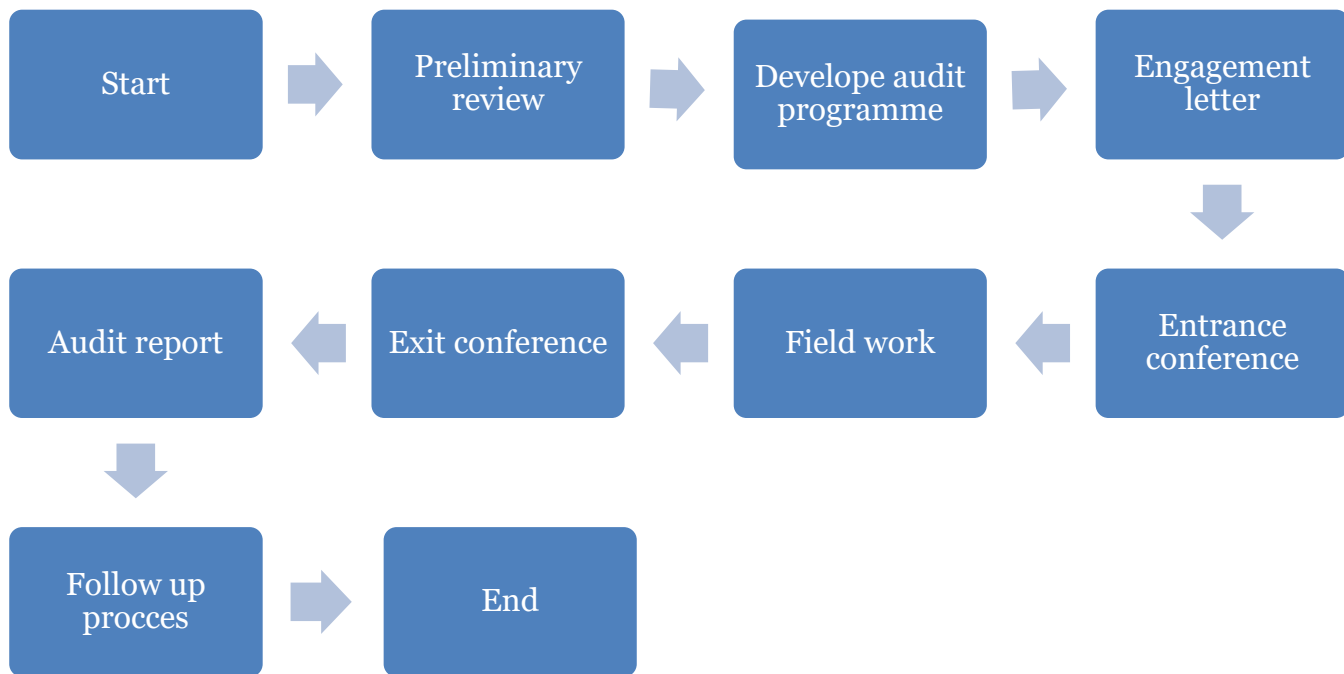 Start
Preliminary
review
Develope audit
programme
Engagement
letter
Entrance
conference
Field work
Exit conference
Audit report
Follow up
procces
End